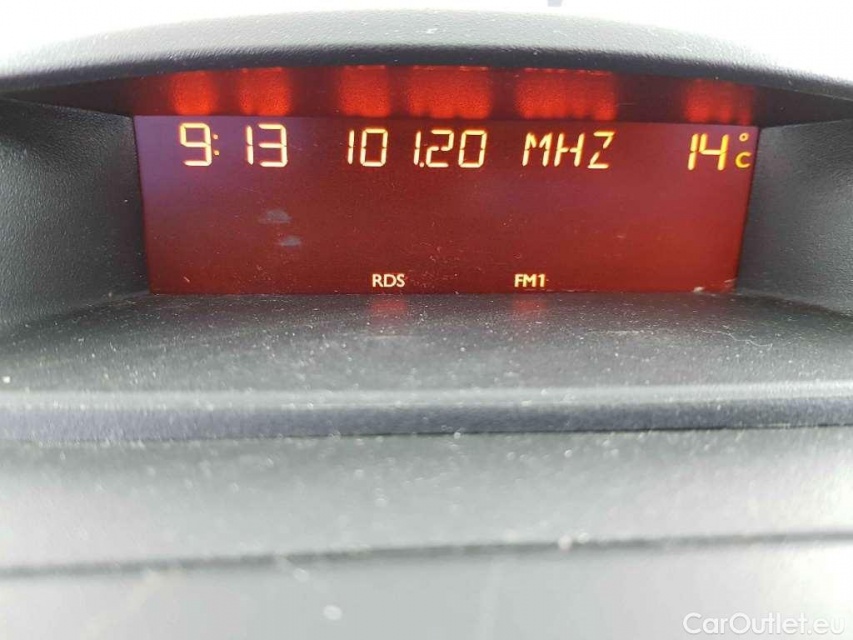 9:13 101.20 MHZ 14°C
RDS FM1
CarOutlet.eu